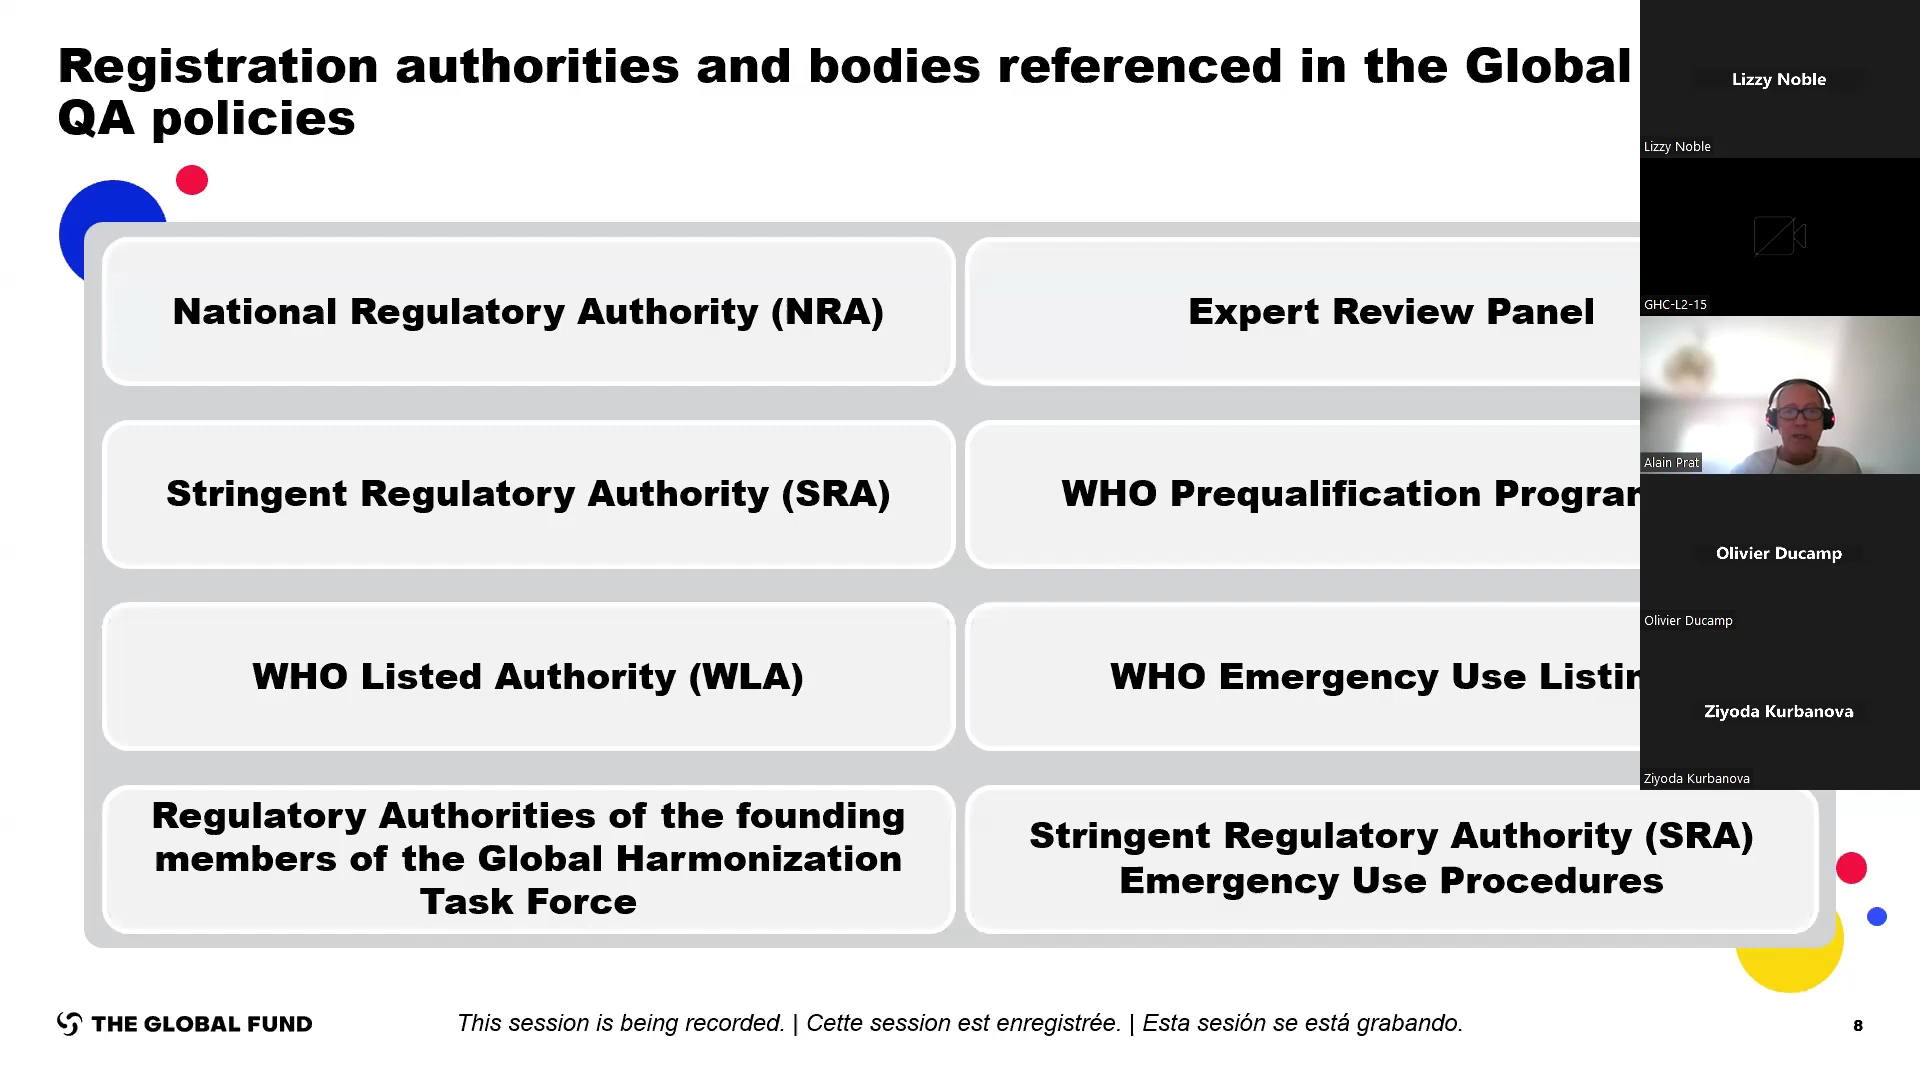 Registration authorities and bodies referenced in the Global
QA policies
National Regulatory Authority (NRA)
Expert Review Panel
Stringent Regulatory Authority (SRA)
WHO Prequalification
WHO Listed Authority (WLA)
WHO Emergency Use
Regulatory Authorities of the founding
members of the Global Harmonization
Task Force
Stringent Regulatory Authority (SRA)
Emergency Use Procedures
THE GLOBAL FUND
This session is being recorded. | Cette session est enregistrée. | Esta sesión se está grabando.
8
Lizzy Noble
Lizzy Noble
GHC-L2-15
Alain Prat
Olivier Ducamp
Olivier Ducamp
Ziyoda Kurbanova
Ziyoda Kurbanova